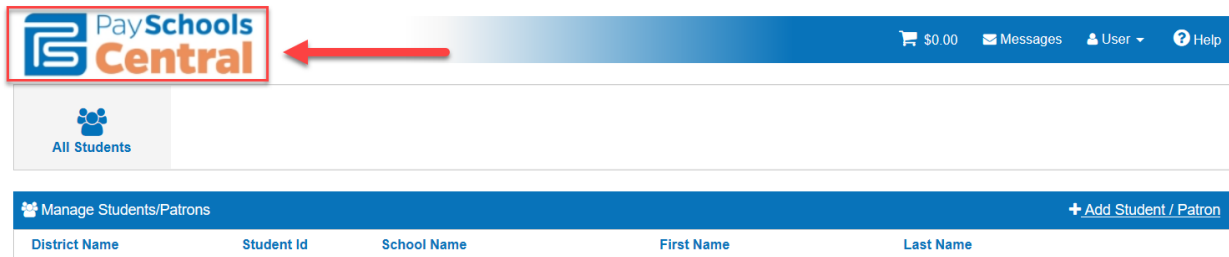 PaySchools
Central
$0.00 Messages User Help
All Students
Manage Students/Patrons + Add Student / Patron
District Name Student Id School Name First Name Last Name